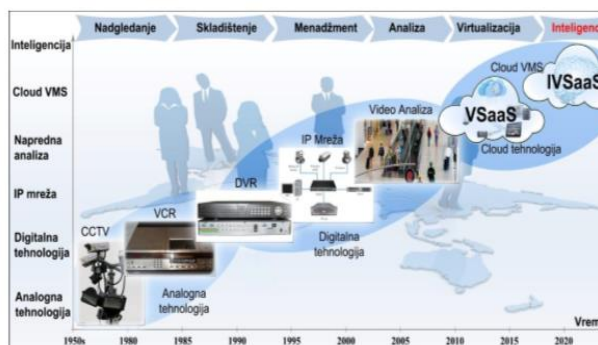 Nadgledanje
Skladištenje
Menadžment
Analiza
Virtualizacija
Inteligenc
Inteligencija
Cloud VMS
Napredna
analiza
IP mreža
Digitalna
tehnologija
Analogna
tehnologija
CCTV
VCR
DVR
IP Mreža
Video Analiza
Cloud VMS
IVSaaS
VSaaS
Cloud tehnologija
Digitalna
tehnologija
Analogna
tehnologija
Vrem
1950s
1980
1985
1990
1995
2000
2005
2010
2015
2020